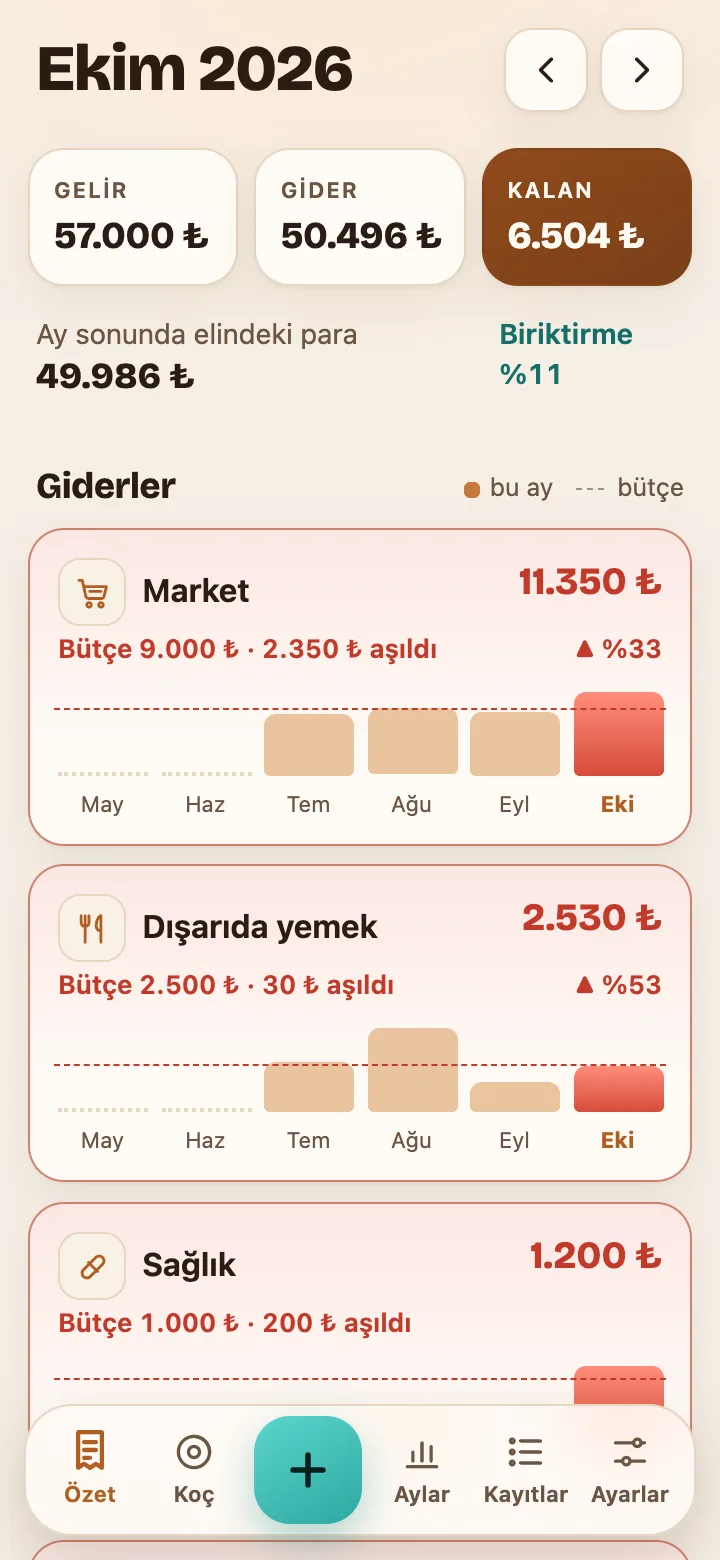 Ekim 2026
GELİR
57.000 ₺
GİDER
50.496 ₺
KALAN
6.504 ₺
Ay sonunda elindeki para
49.986 ₺
Biriktirme
%11
Giderler
bu ay
bütçe
Market
11.350 ₺
Bütçe 9.000 ₺ · 2.350 ₺ aşıldı
▲ %33
May Haz Tem Ağu Eyl Eki
Dışarıda yemek
2.530 ₺
Bütçe 2.500 ₺ · 30 ₺ aşıldı
▲ %53
May Haz Tem Ağu Eyl Eki
Sağlık
1.200 ₺
Bütçe 1.000 ₺ · 200 ₺ aşıldı
Özet Koç + Aylar Kayıtlar Ayarlar